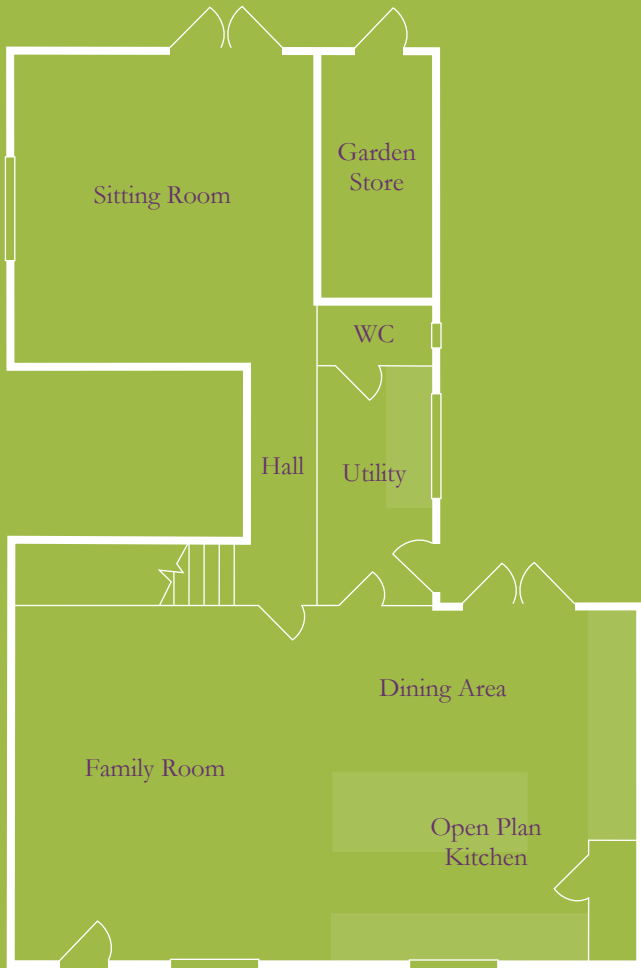 Garden
Store
Sitting Room
WC
Hall
Utility
Dining Area
Family Room
Open Plan
Kitchen